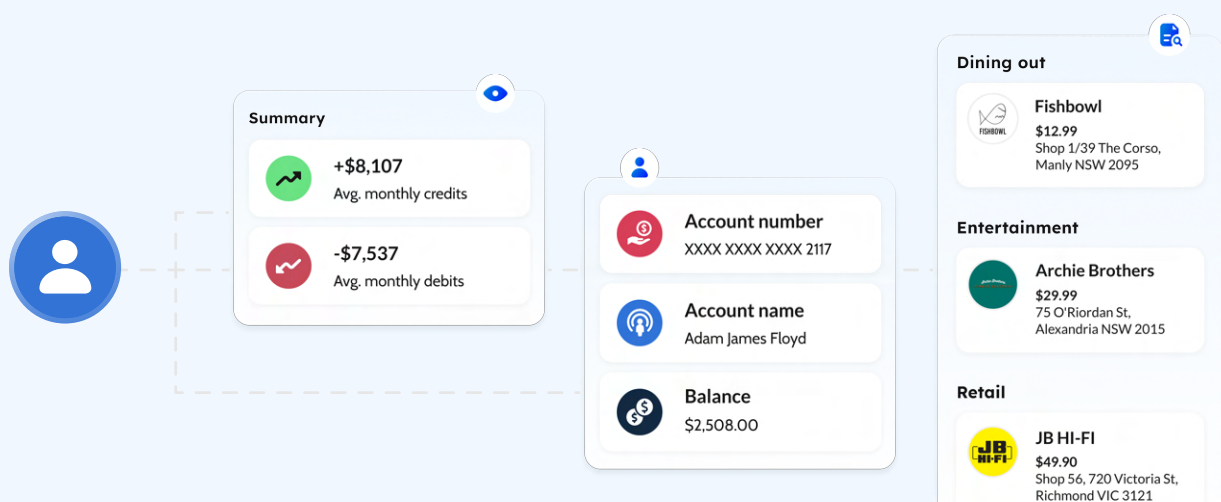 Summary
+$8,107
Avg. monthly credits
-$7,537
Avg. monthly debits
Account number
XXXX XXXX XXXX 2117
Account name
Adam James Floyd
Balance
$2,508.00
Dining out
FISHBOWL
Fishbowl
$12.99
Shop 1/39 The Corso,
Manly NSW 2095
Entertainment
Archie Brothers
$29.99
75 O'Riordan St,
Alexandria NSW 2015
Retail
JB
HI-FI
JB HI-FI
$49.90
Shop 56, 720 Victoria St,
Richmond VIC 3121